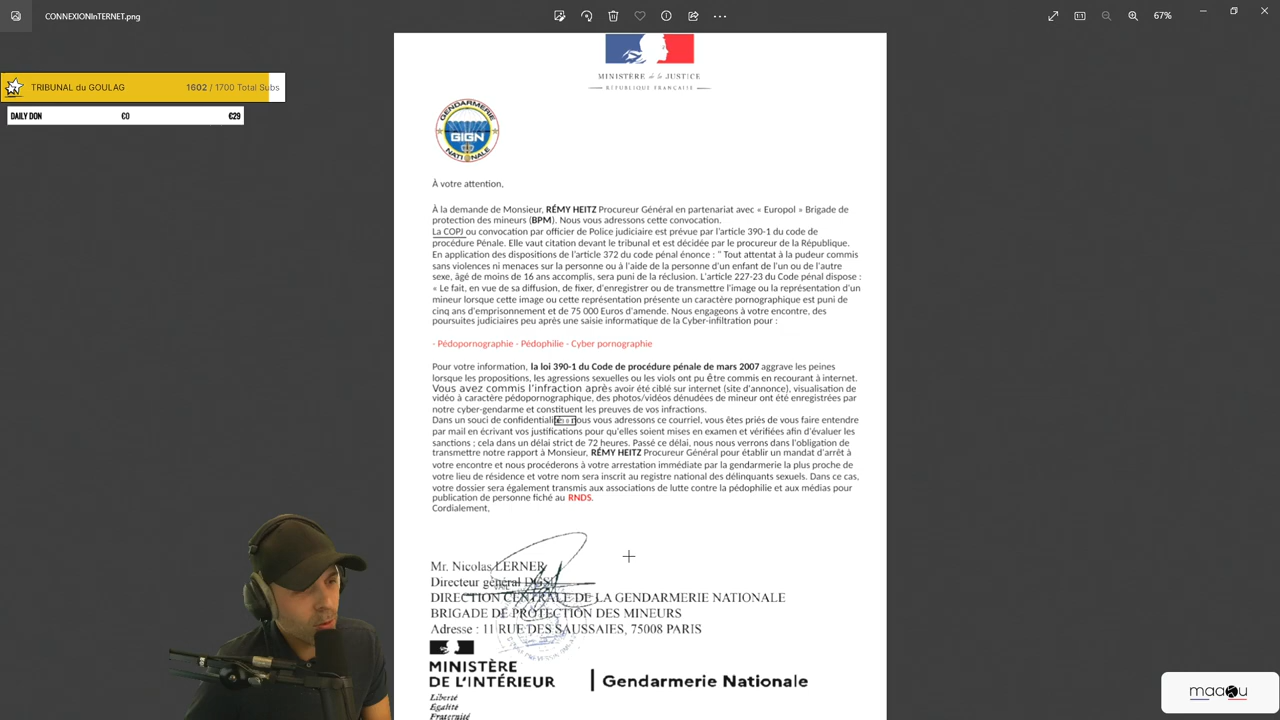 CONNEXIONInTERNET.png
67%
TRIBUNAL du GOULAG 1602 / 1700 Total Subs
DAILY DON €0 €29
MINISTÈRE de la JUSTICE
RÉPUBLIQUE FRANÇAISE
GENDARMERIE
GIGN
NATIONALE
À votre attention,
À la demande de Monsieur, RÉMY HEITZ Procureur Général en partenariat avec « Europol » Brigade de
protection des mineurs (BPM). Nous vous adressons cette convocation.
La COPJ ou convocation par officier de Police judiciaire est prévue par l'article 390-1 du code de
procédure Pénale. Elle vaut citation devant le tribunal et est décidée par le procureur de la République.
En application des dispositions de l'article 372 du code pénal énonce : " Tout attentat à la pudeur commis
sans violences ni menaces sur la personne ou à l'aide de la personne d'un enfant de l'un ou de l'autre
sexe, âgé de moins de 16 ans accomplis, sera puni de la réclusion. L'article 227-23 du Code pénal dispose :
« Le fait, en vue de sa diffusion, de fixer, d'enregistrer ou de transmettre l'image ou la représentation d'un
mineur lorsque cette image ou cette représentation présente un caractère pornographique est puni de
cinq ans d'emprisonnement et de 75 000 Euros d'amende. Nous engageons à votre encontre, des
poursuites judiciaires peu après une saisie informatique de la Cyber-infiltration pour :
- Pédopornographie - Pédophilie - Cyber pornographie
Pour votre information, la loi 390-1 du Code de procédure pénale de mars 2007 aggrave les peines
lorsque les propositions, les agressions sexuelles ou les viols ont pu être commis en recourant à internet.
Vous avez commis l'infraction après avoir été ciblé sur internet (site d'annonce), visualisation de
vidéo à caractère pédopornographique, des photos/vidéos dénudées de mineur ont été enregistrées par
notre cyber-gendarme et constituent les preuves de vos infractions.
Dans un souci de nous vous adressons ce courriel, vous êtes priés de vous faire entendre
par mail en écrivant vos justifications pour qu'elles soient mises en examen et vérifiées afin d'évaluer les
sanctions ; cela dans un délai strict de 72 heures. Passé ce délai, nous nous verrons dans l'obligation de
transmettre notre rapport à Monsieur, RÉMY HEITZ Procureur Général pour établir un mandat d'arrêt à
votre encontre et nous procéderons à votre arrestation immédiate par la gendarmerie la plus proche de
votre lieu de résidence et votre nom sera inscrit au registre national des délinquants sexuels. Dans ce cas,
votre dossier sera également transmis aux associations de lutte contre la pédophilie et aux médias pour
publication de personne fiché au RNDS.
Cordialement,
Mr. Nicolas LERNER
Directeur général DGSI
DIRECTION CENTRALE DE LA GENDARMERIE NATIONALE
BRIGADE DE PROTECTION DES MINEURS
Adresse : 11 RUE DES SAUSSAIES, 75008 PARIS
MINISTÈRE
DE L'INTÉRIEUR
Gendarmerie Nationale
Liberté
Égalité
Fraternité
maaou